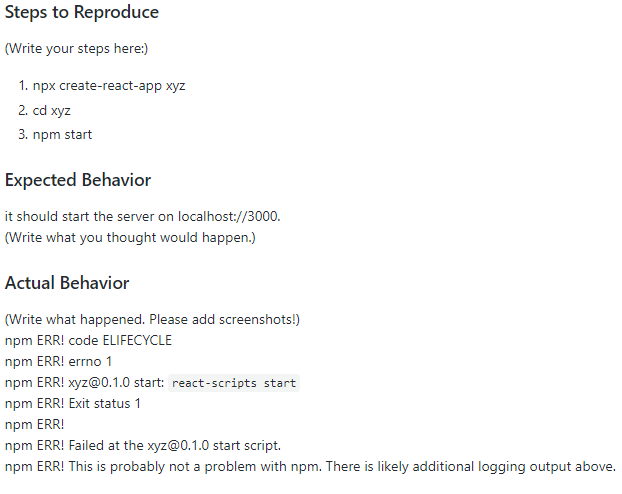 Steps to Reproduce
(Write your steps here:)
1. npx create-react-app xyz
2. cd xyz
3. npm start
Expected Behavior
it should start the server on localhost://3000.
(Write what you thought would happen.)
Actual Behavior
(Write what happened. Please add screenshots!)
npm ERR! code ELIFECYCLE
npm ERR! errno 1
npm ERR! xyz@0.1.0 start: react-scripts start
npm ERR! Exit status 1
npm ERR!
npm ERR! Failed at the xyz@0.1.0 start script.
npm ERR! This is probably not a problem with npm. There is likely additional logging output above.